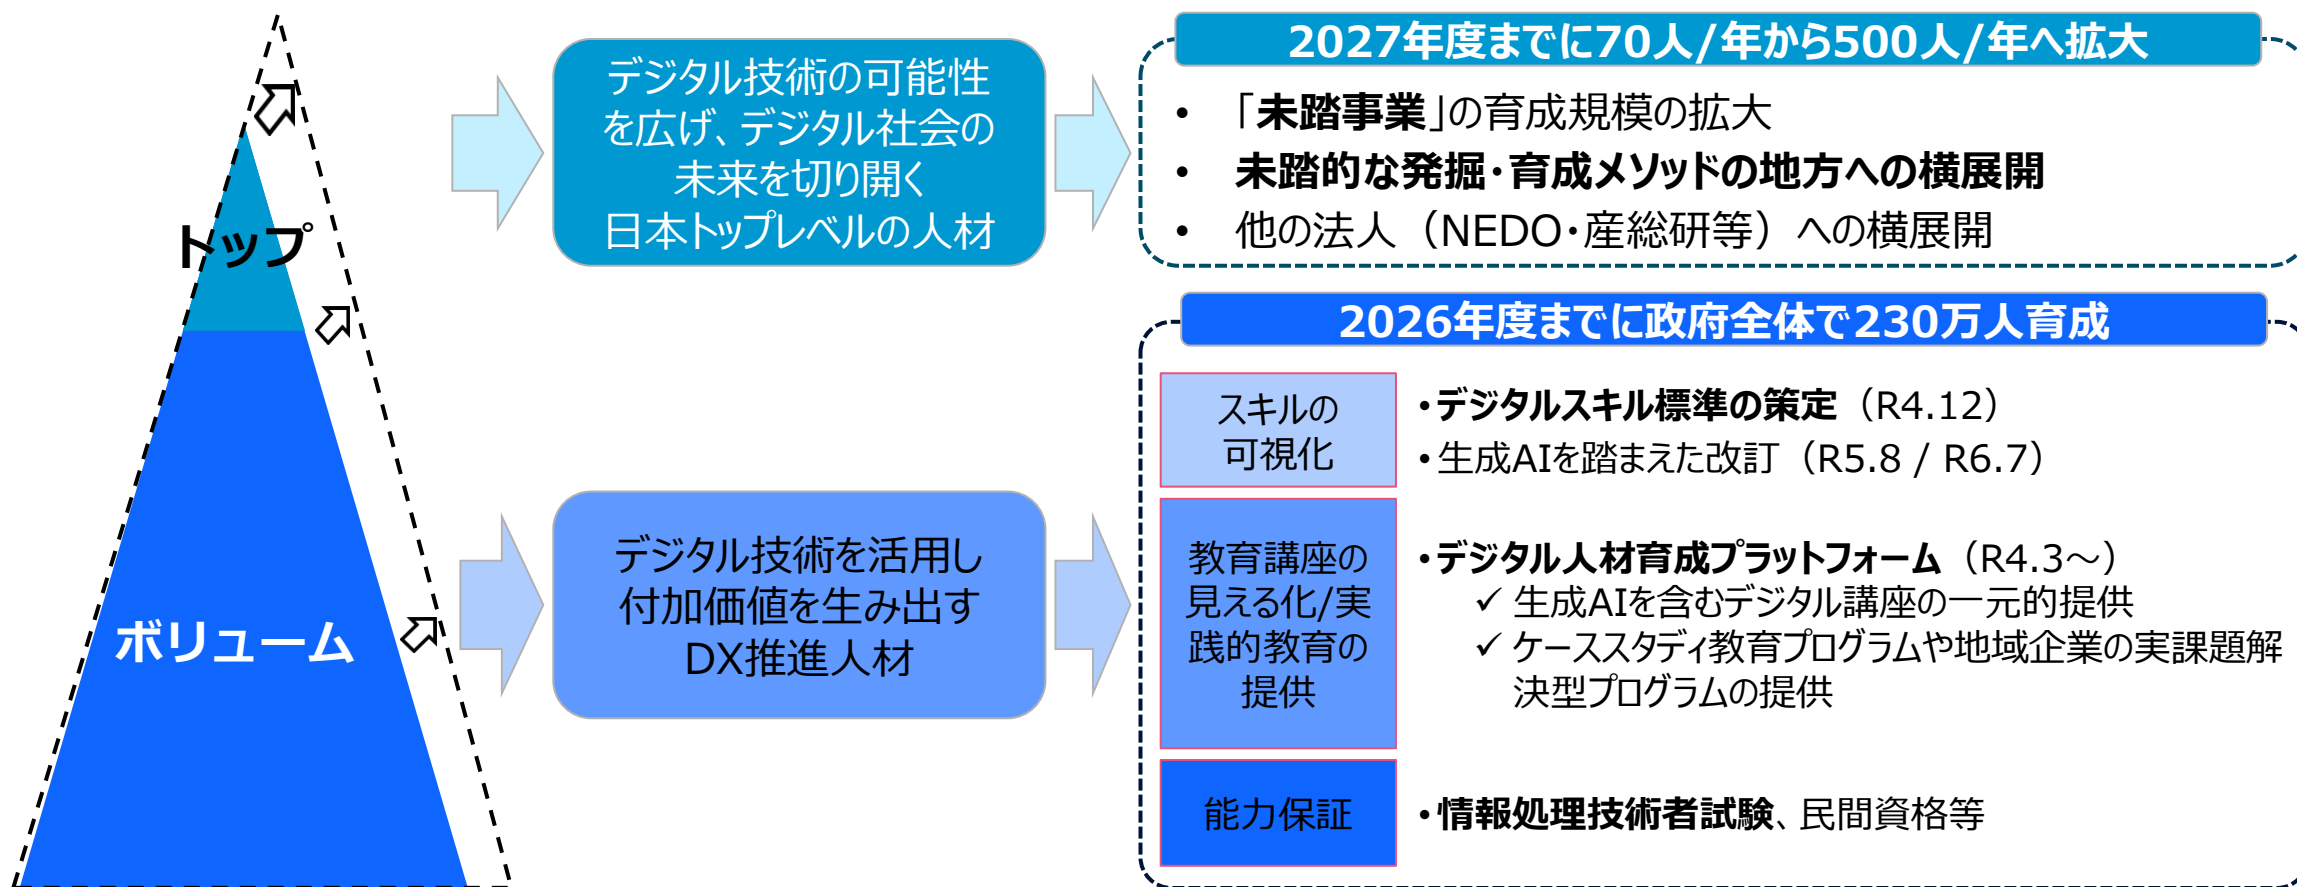 トップ
ボリューム
デジタル技術の可能性
を広げ、デジタル社会の
未来を切り開く
日本トップレベルの人材
2027年度までに70人/年から500人/年へ拡大
• 「未踏事業」の育成規模の拡大
• 未踏的な発掘・育成メソッドの地方への横展開
• 他の法人（NEDO・産総研等）への横展開
デジタル技術を活用し
付加価値を生み出す
DX推進人材
2026年度までに政府全体で230万人育成
スキルの
可視化
•デジタルスキル標準の策定（R4.12）
•生成AIを踏まえた改訂（R5.8 / R6.7）
教育講座の
見える化/実
践的教育の
提供
•デジタル人材育成プラットフォーム（R4.3～）
✓ 生成AIを含むデジタル講座の一元的提供
✓ ケーススタディ教育プログラムや地域企業の実課題解
決型プログラムの提供
能力保証
•情報処理技術者試験、民間資格等